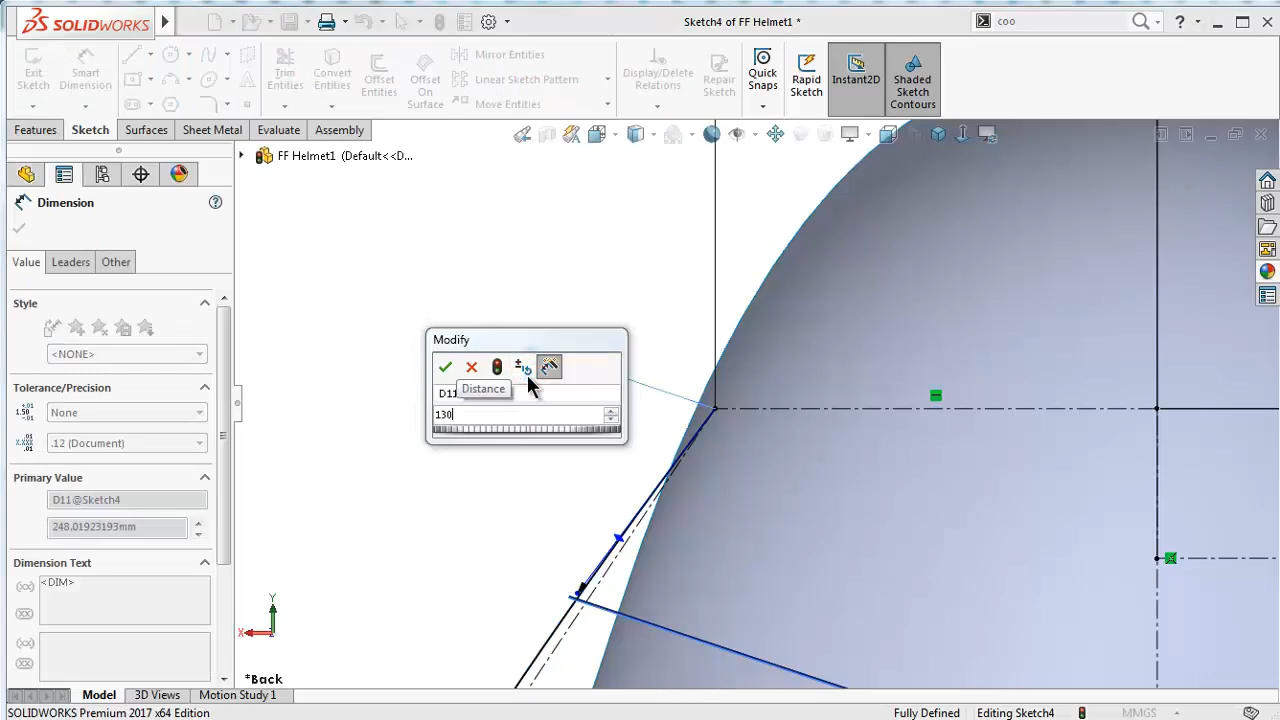 SOLIDWORKS
Sketch4 of FF Helmet1 *
coo
Exit Sketch
Smart Dimension
Trim Entities
Convert Entities
Offset Entities
Offset On Surface
Mirror Entities
Linear Sketch Pattern
Move Entities
Display/Delete Relations
Repair Sketch
Quick Snaps
Rapid Sketch
Instant2D
Shaded Sketch Contours
Features
Sketch
Surfaces
Sheet Metal
Evaluate
Assembly
FF Helmet1 (Default<<D...
Dimension
Value
Leaders
Other
Style
<NONE>
Tolerance/Precision
None
.12 (Document)
Primary Value
D11@Sketch4
248.01923193mm
Dimension Text
<DIM>
Modify
D11
Distance
130
Y
X
*Back
Model
3D Views
Motion Study 1
SOLIDWORKS Premium 2017 x64 Edition
Fully Defined
Editing Sketch4
MMGS